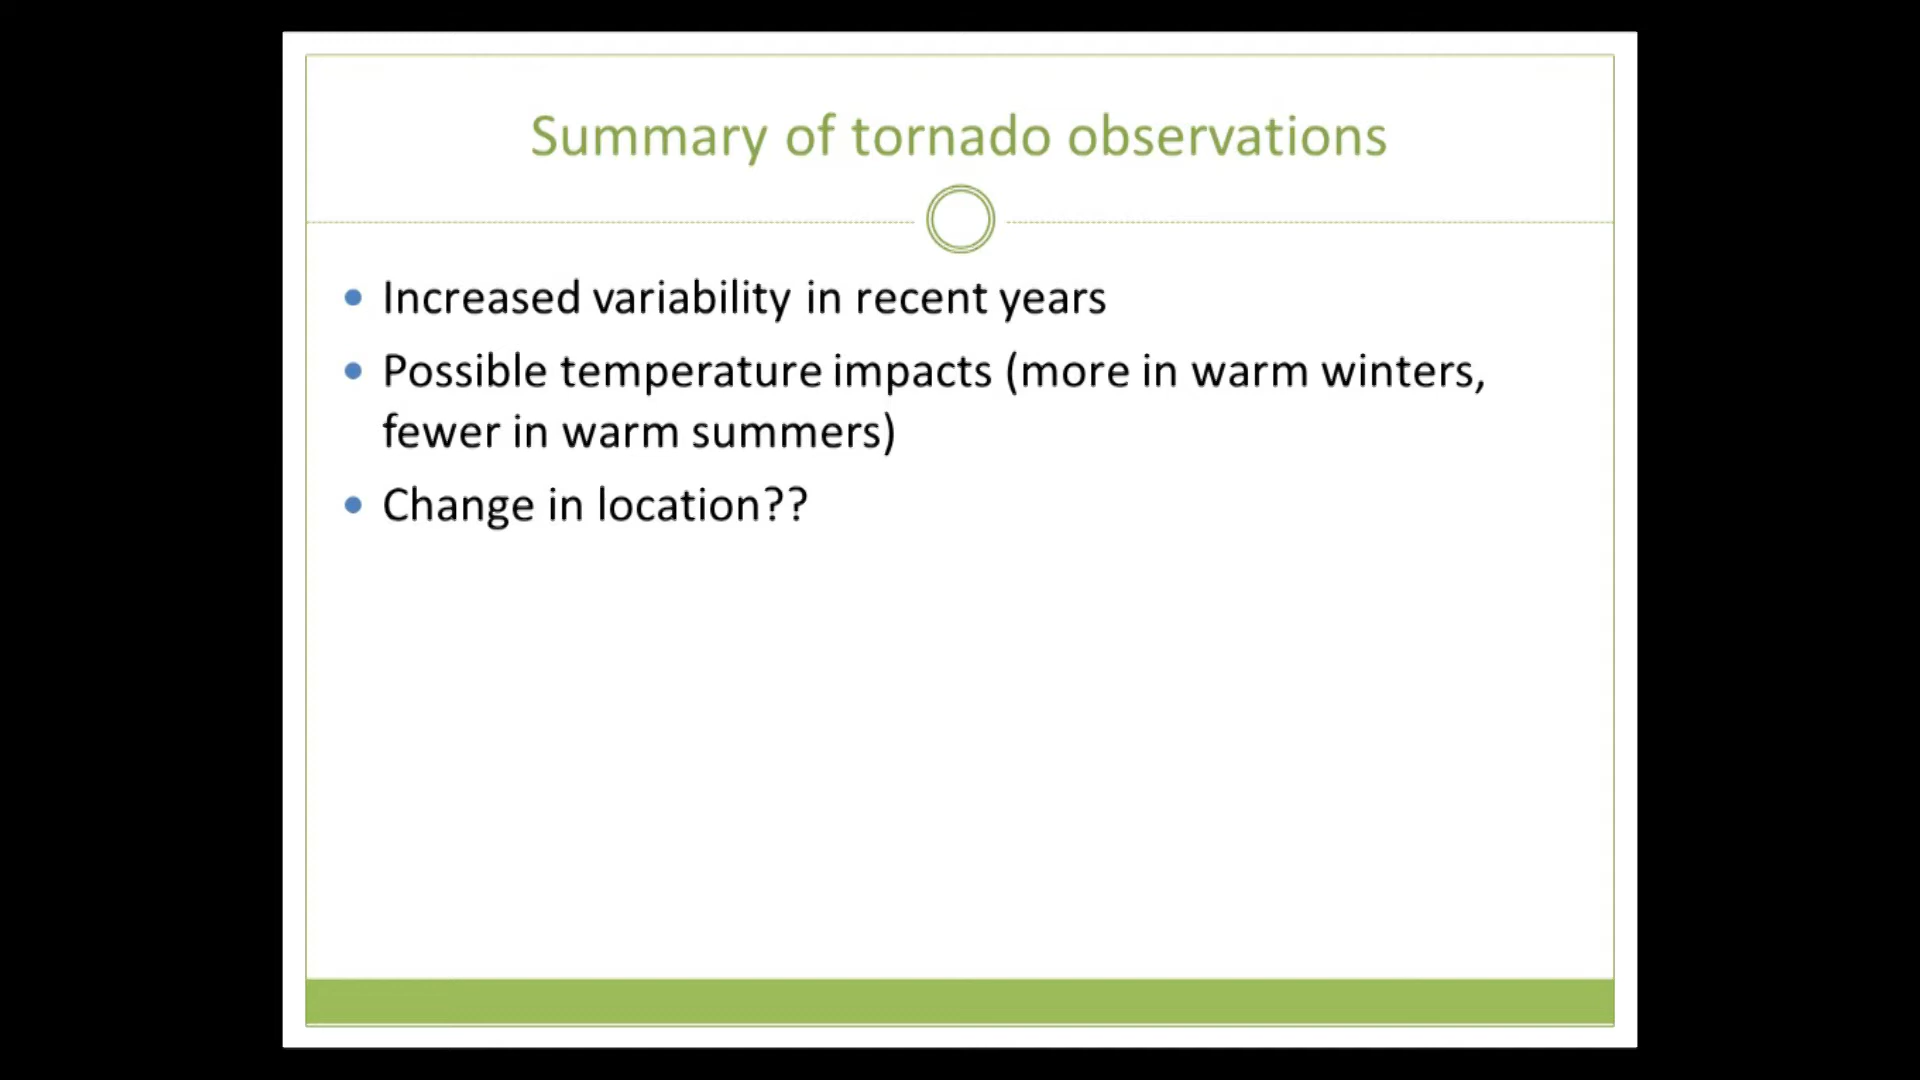 Summary of tornado observations
• Increased variability in recent years
• Possible temperature impacts (more in warm winters,
fewer in warm summers)
• Change in location??